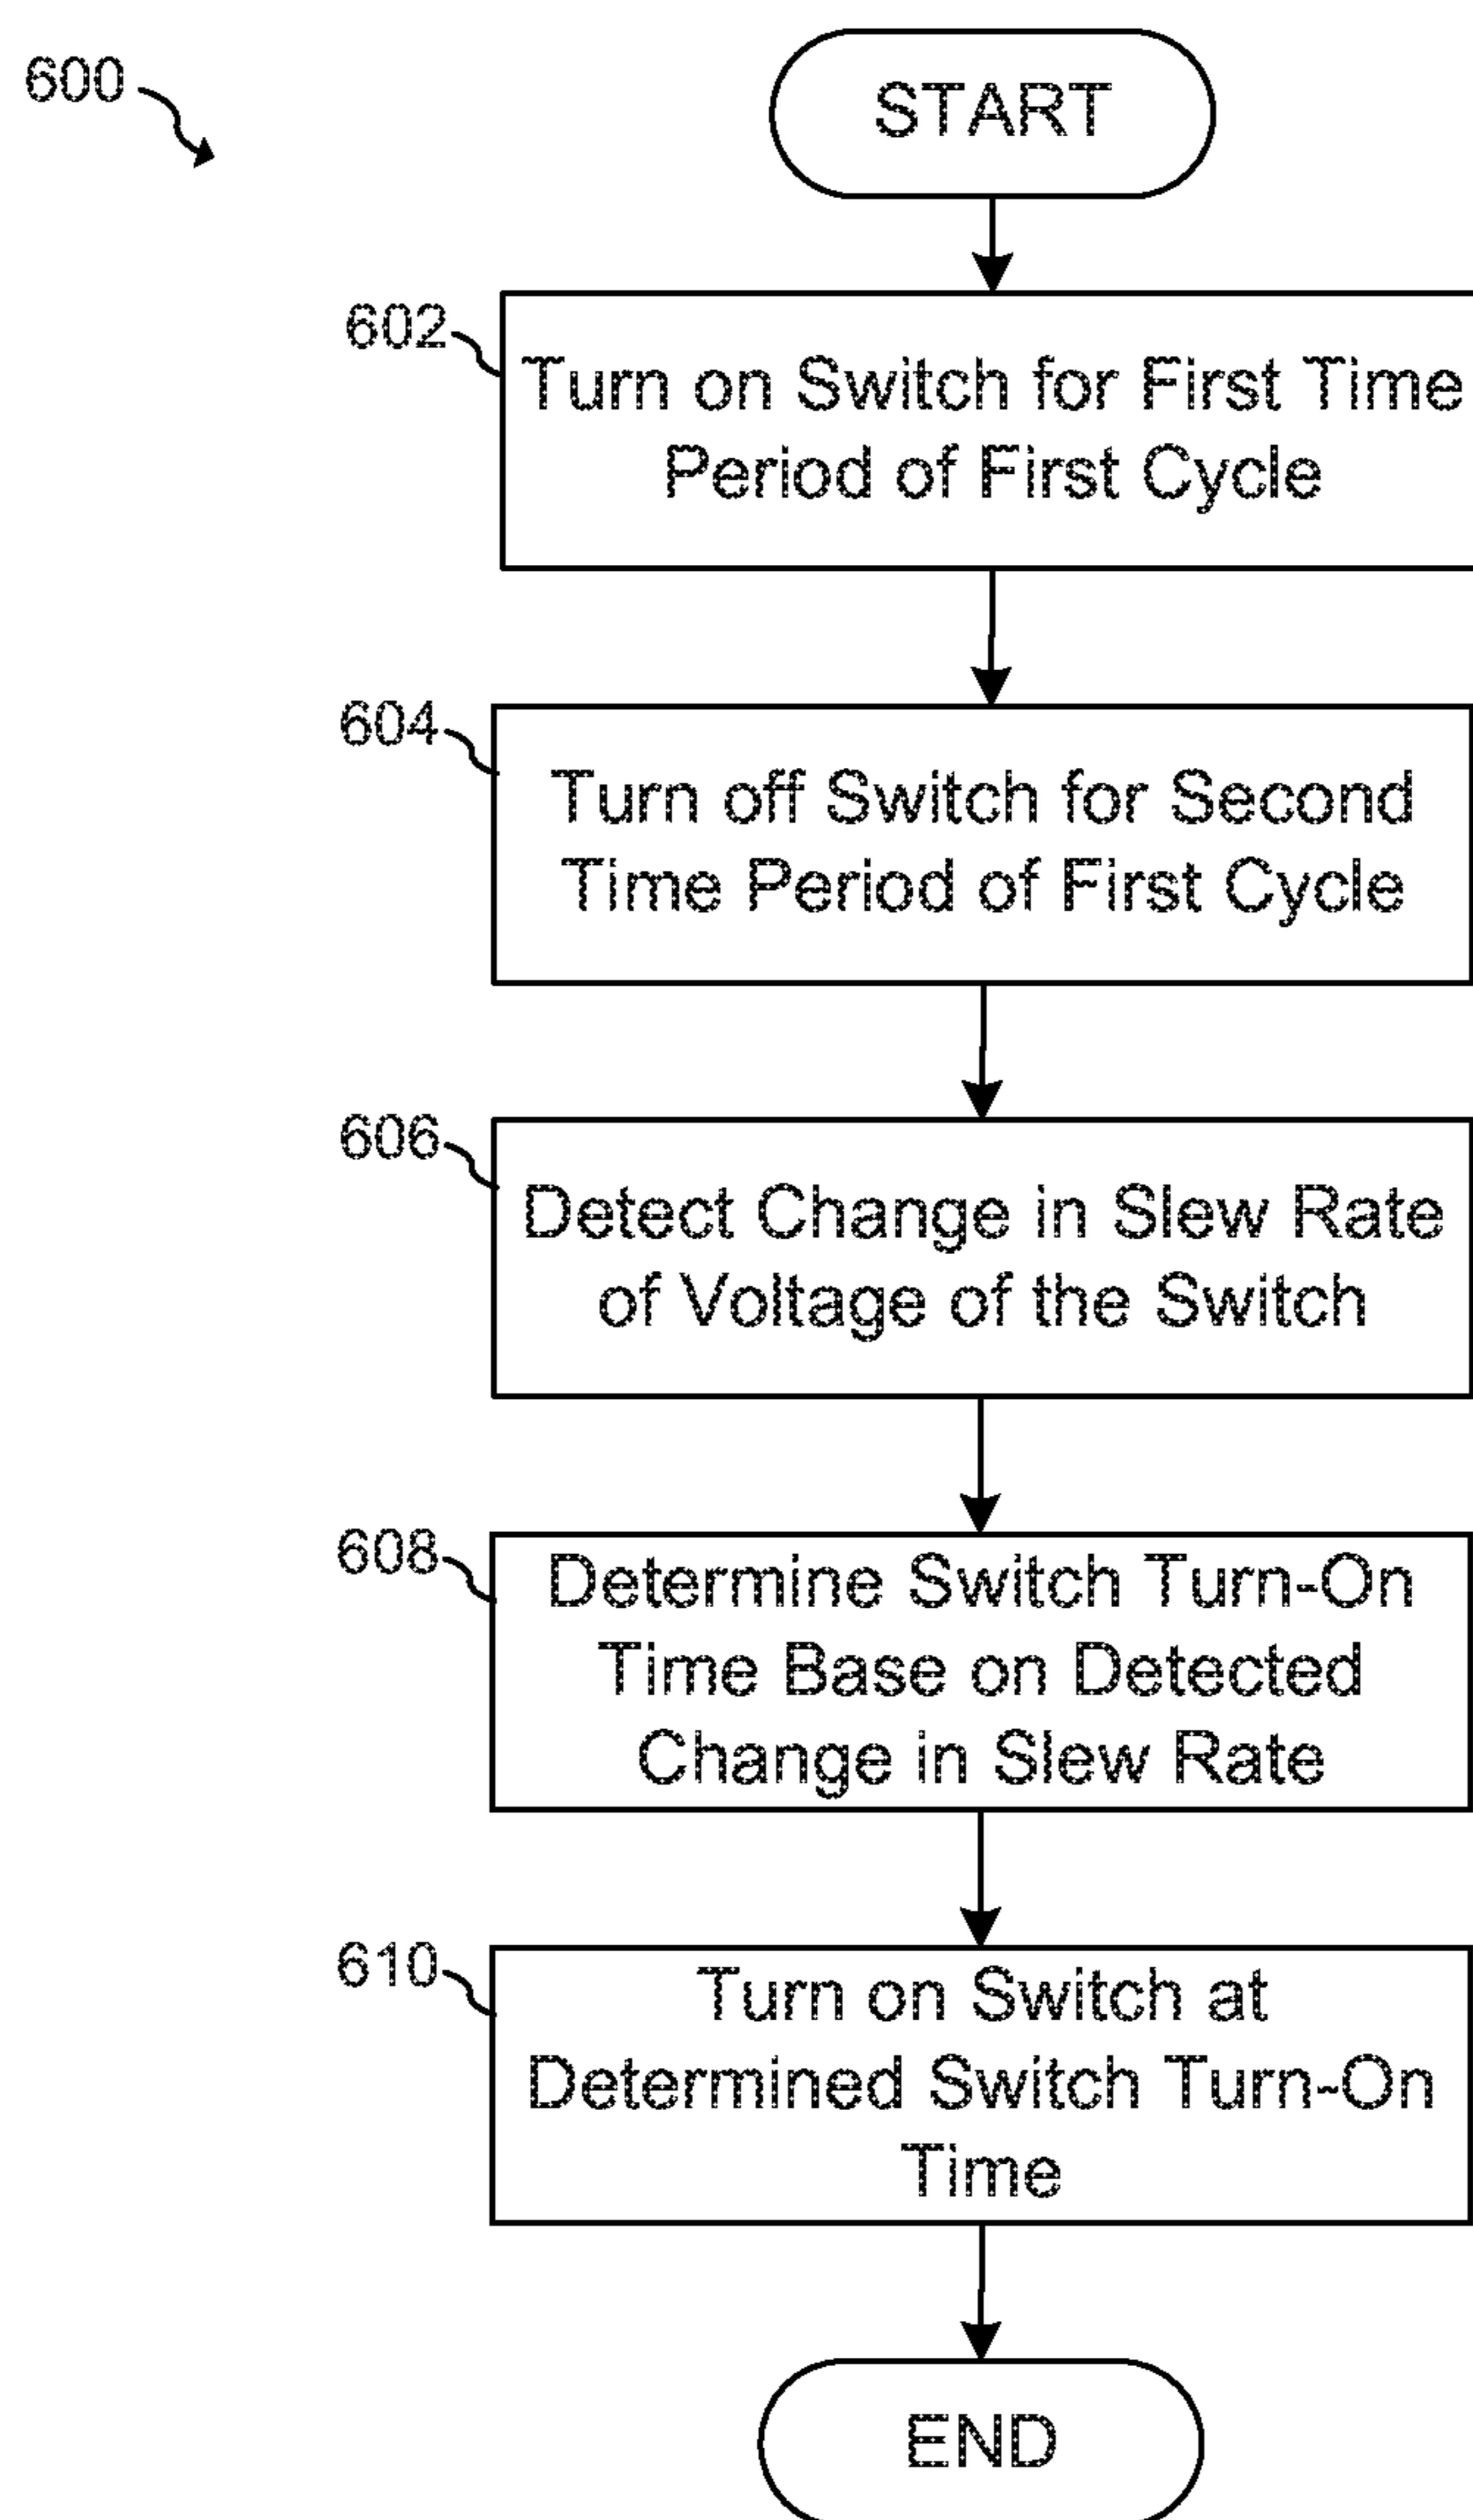 600
START
602
Turn on Switch for First Time
Period of First Cycle
604
Turn off Switch for Second
Time Period of First Cycle
606
Detect Change in Slew Rate
of Voltage of the Switch
608
Determine Switch Turn-On
Time Base on Detected
Change in Slew Rate
610
Turn on Switch at
Determined Switch Turn-On
Time
END